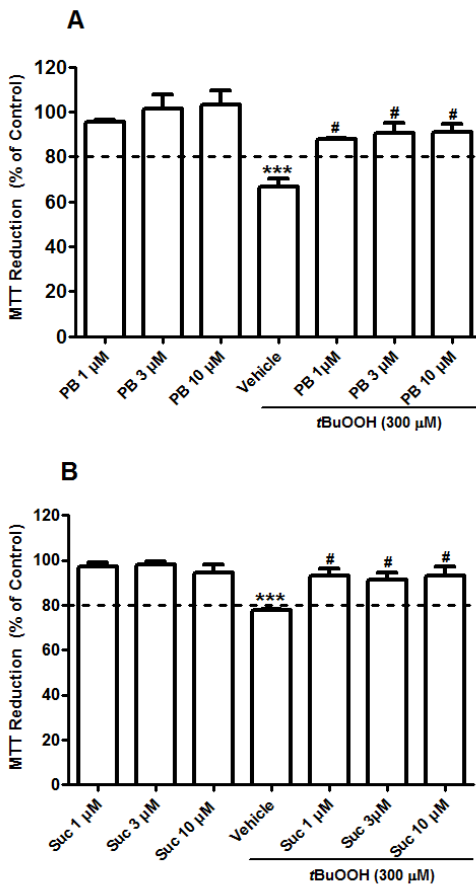 A
MTT Reduction (% of Control)
120
100
80
60
40
20
0
***
#
#
#
PB 1 µM
PB 3 µM
PB 10 µM
Vehicle
PB 1µM
PB 3 µM
PB 10 µM
tBuOOH (300 µM)
B
MTT Reduction (% of Control)
120
100
80
60
40
20
0
***
#
#
#
Suc 1 µM
Suc 3 µM
Suc 10 µM
Vehicle
Suc 1 µM
Suc 3µM
Suc 10 µM
tBuOOH (300 µM)